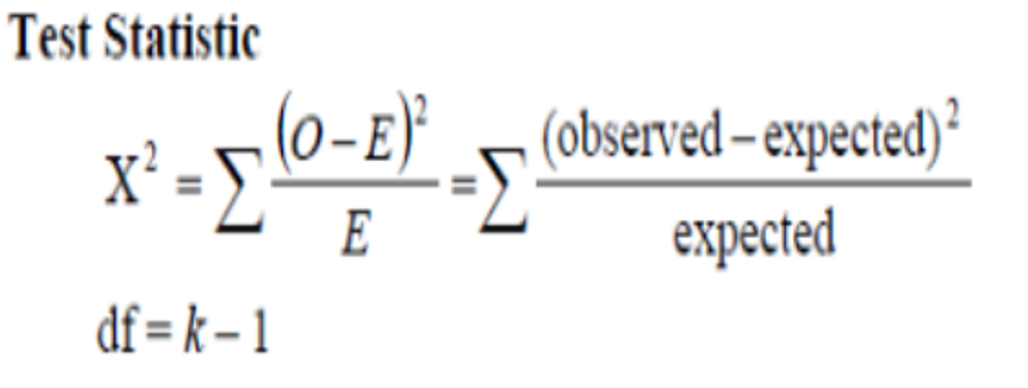 Test Statistic
X² = ∑ (O – E)² / E = ∑ (observed – expected)² / expected
df = k – 1